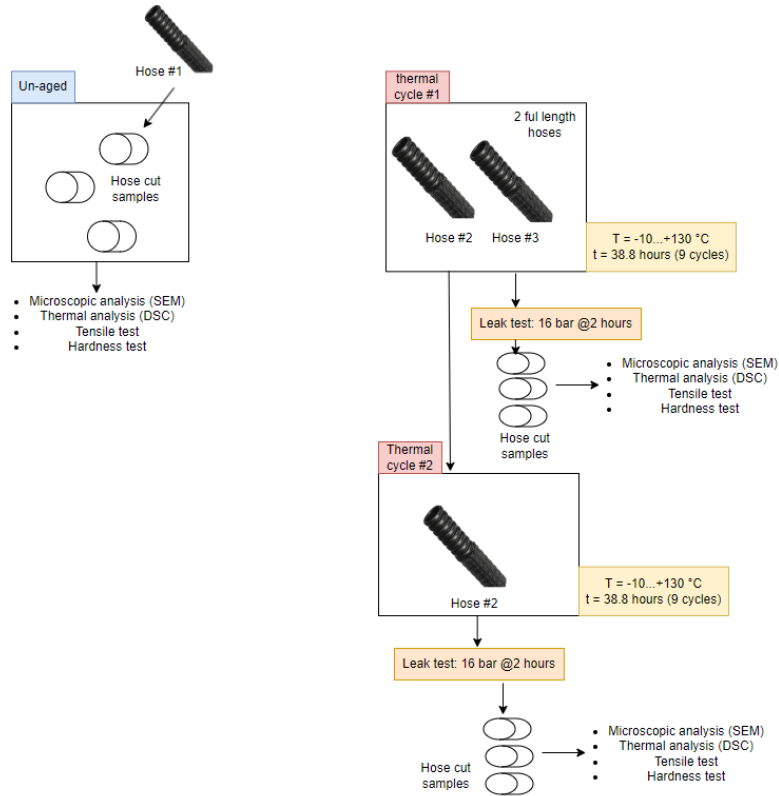 Hose #1
Un-aged
Hose cut
samples
• Microscopic analysis (SEM)
• Thermal analysis (DSC)
• Tensile test
• Hardness test
thermal
cycle #1
2 ful length
hoses
Hose #2
Hose #3
T = -10...+130 °C
t = 38.8 hours (9 cycles)
Leak test: 16 bar @2 hours
Hose cut
samples
• Microscopic analysis (SEM)
• Thermal analysis (DSC)
• Tensile test
• Hardness test
Thermal
cycle #2
Hose #2
T = -10...+130 °C
t = 38.8 hours (9 cycles)
Leak test: 16 bar @2 hours
Hose cut
samples
• Microscopic analysis (SEM)
• Thermal analysis (DSC)
• Tensile test
• Hardness test